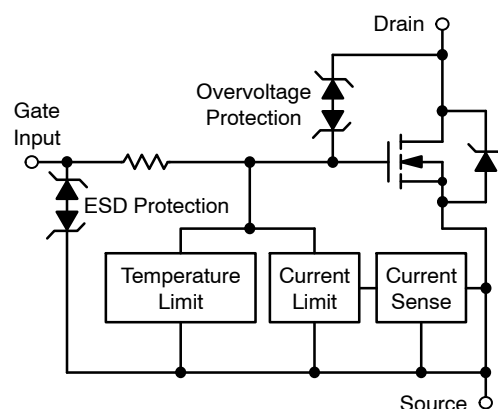 Drain
Overvoltage
Protection
Gate
Input
ESD Protection
Temperature
Limit
Current
Limit
Current
Sense
Source